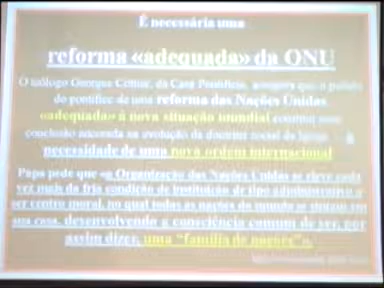 É necessária uma
reforma «adequada» da ONU
O teólogo Georges Cottier, da Casa Pontifícia, assegura que o pedido
do pontífice de uma reforma das Nações Unidas
«adequada» à nova situação mundial constitui uma
conclusão ancorada na evolução da doutrina social da Igreja a
necessidade de uma nova ordem internacional
Papa pede que «a Organização das Nações Unidas se eleve cada
vez mais da fria condição de instituição de tipo administrativo a
ser centro moral, no qual todas as nações do mundo se sintam em
sua casa, desenvolvendo a consciência comum de ser, por
assim dizer, uma "família de nações"».